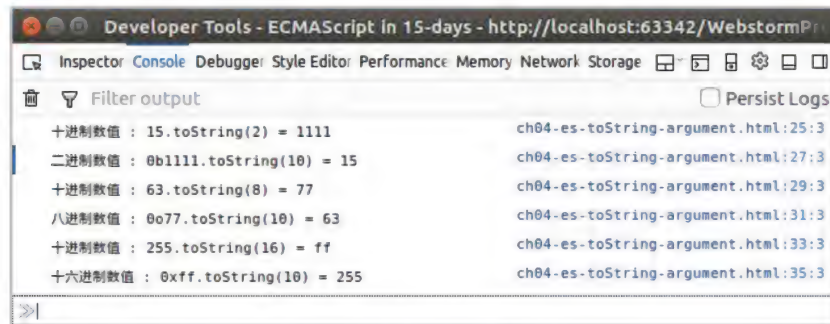 Developer Tools - ECMAScript in 15-days - http://localhost:63342/WebstormPr
Inspector Console Debugger Style Editor Performance Memory Network Storage
Filter output Persist Logs
十进制数值 : 15.toString(2) = 1111 ch04-es-toString-argument.html:25:3
二进制数值 : 0b1111.toString(10) = 15 ch04-es-toString-argument.html:27:3
十进制数值 : 63.toString(8) = 77 ch04-es-toString-argument.html:29:3
八进制数值 : 0o77.toString(10) = 63 ch04-es-toString-argument.html:31:3
十进制数值 : 255.toString(16) = ff ch04-es-toString-argument.html:33:3
十六进制数值 : 0xff.toString(10) = 255 ch04-es-toString-argument.html:35:3